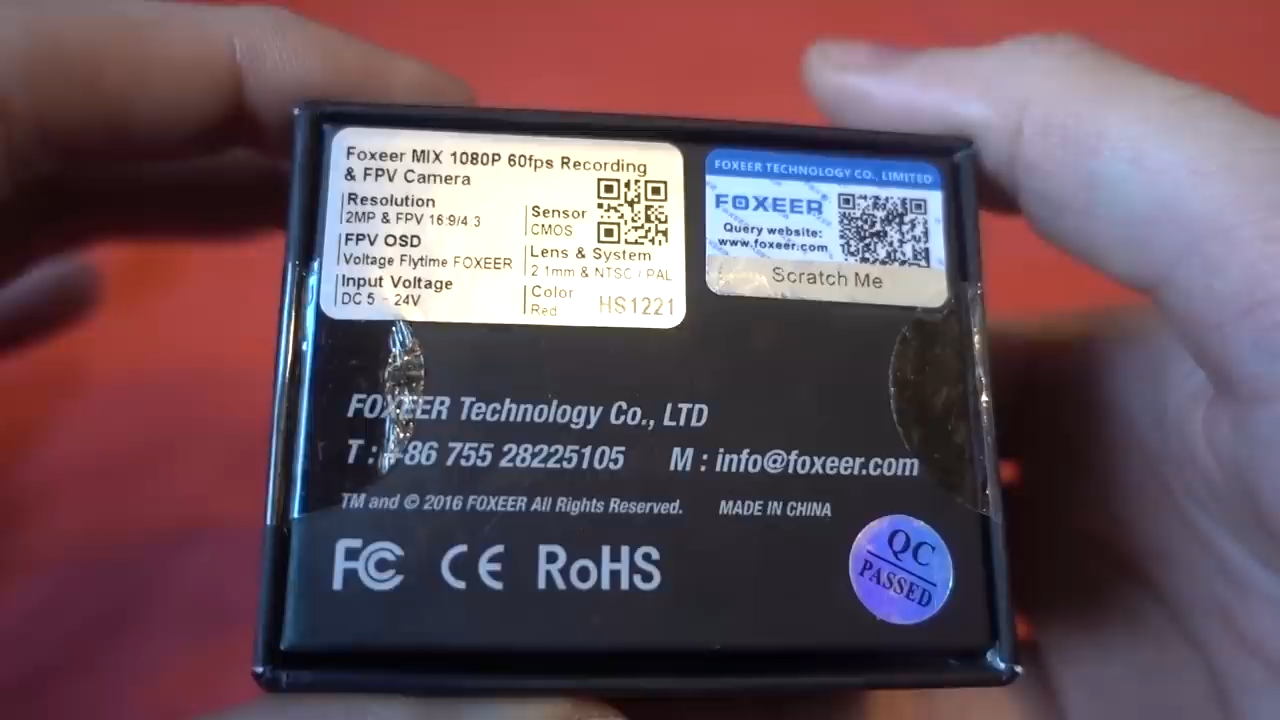 Foxeer MIX 1080P 60fps Recording
& FPV Camera
Resolution
2MP & FPV 16:9/4:3
FPV OSD
Voltage Flytime FOXEER
Input Voltage
DC 5 - 24V
Sensor
CMOS
Lens & System
2.1mm & NTSC / PAL
Color
Red
HS1221
FOXEER TECHNOLOGY CO., LIMITED
FOXEER
Query website:
www.foxeer.com
Scratch Me
FOXEER Technology Co., LTD
T : +86 755 28225105 M : info@foxeer.com
TM and © 2016 FOXEER All Rights Reserved. MADE IN CHINA
FC CE RoHS
QC
PASSED